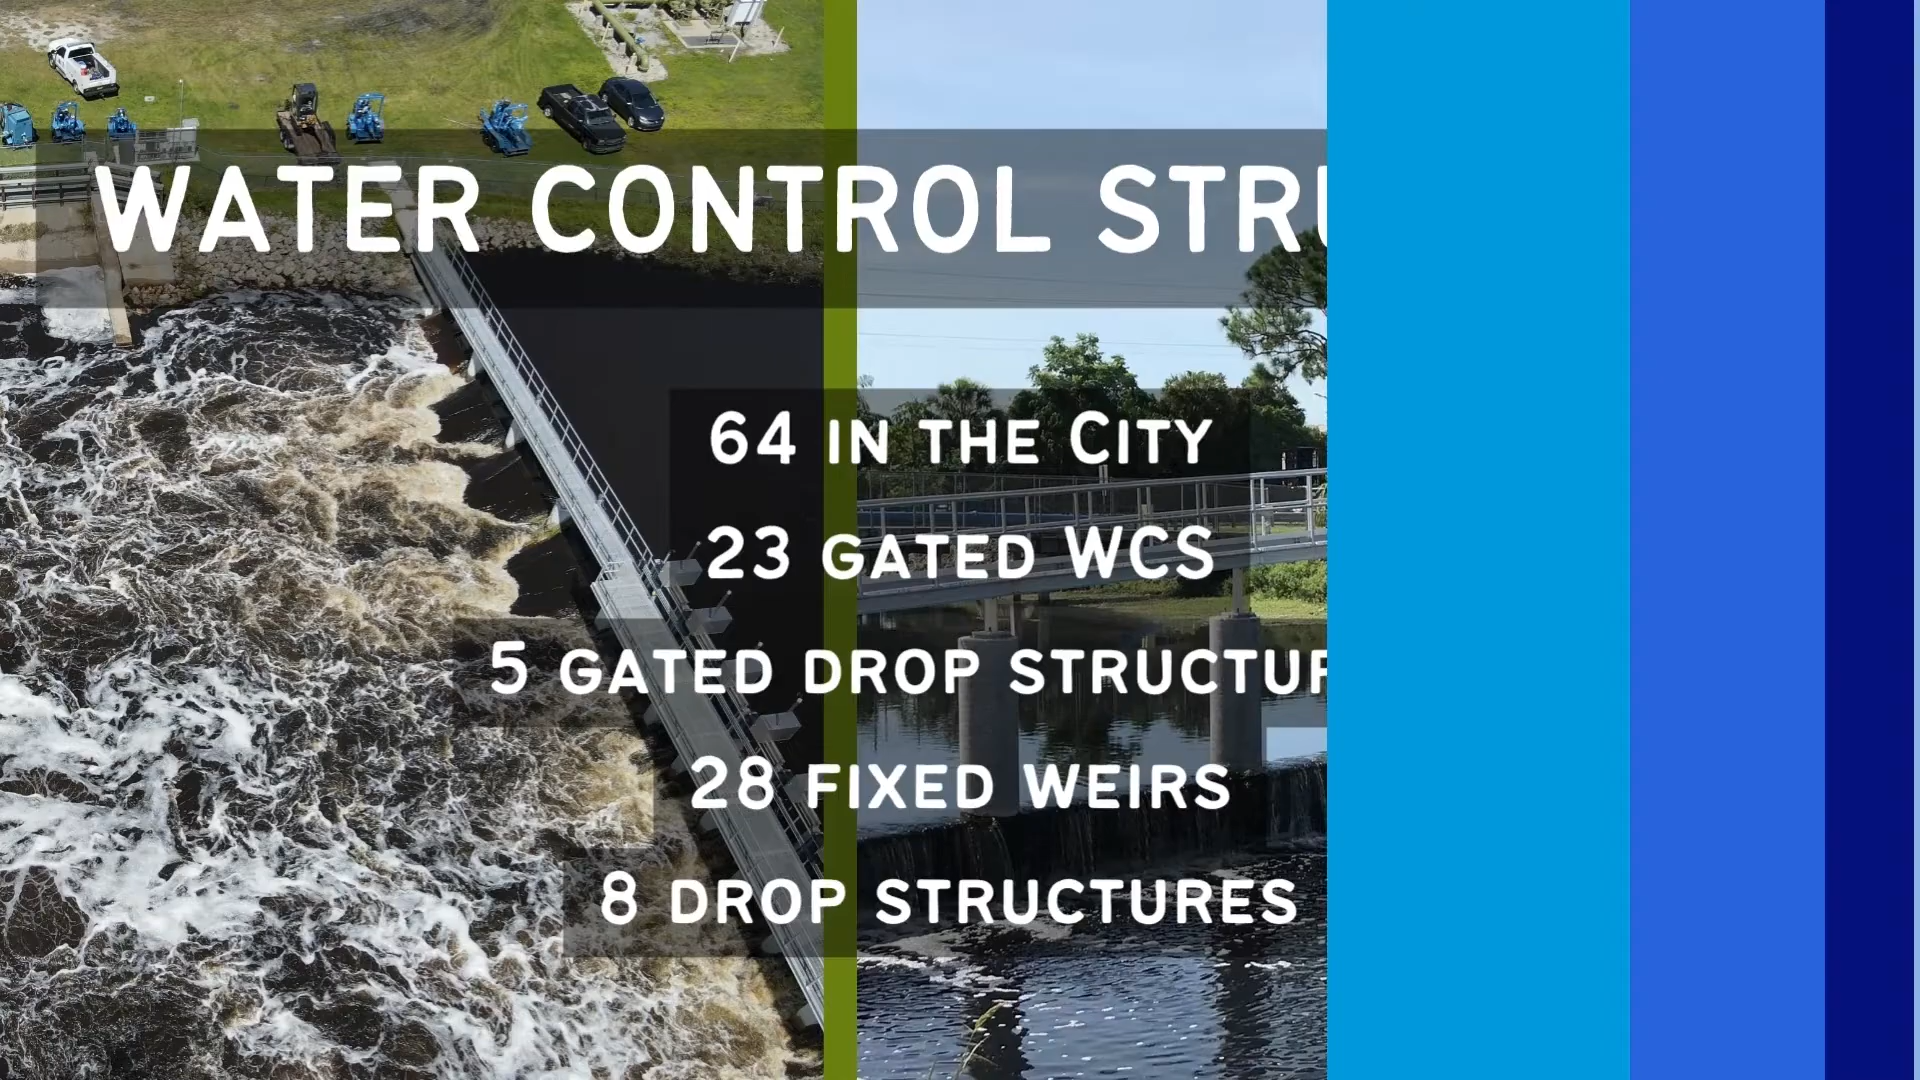 WATER CONTROL STRU
64 IN THE CITY
23 GATED WCS
5 GATED DROP STRUCTUR
28 FIXED WEIRS
8 DROP STRUCTURES